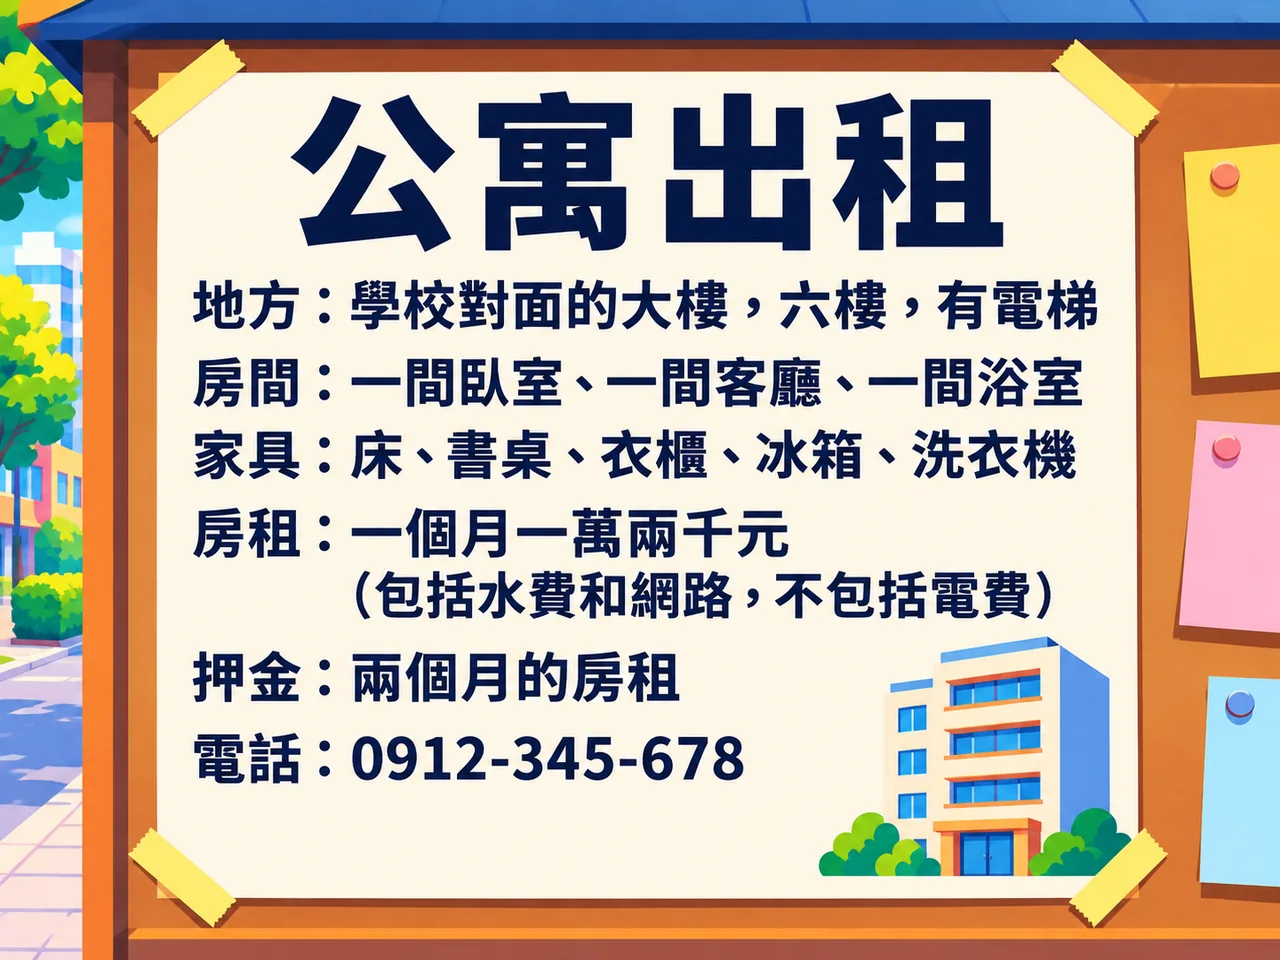 公寓出租
地方：學校對面的大樓，六樓，有電梯
房間：一間臥室、一間客廳、一間浴室
家具：床、書桌、衣櫃、冰箱、洗衣機
房租：一個月一萬兩千元
（包括水費和網路，不包括電費）
押金：兩個月的房租
電話：0912-345-678